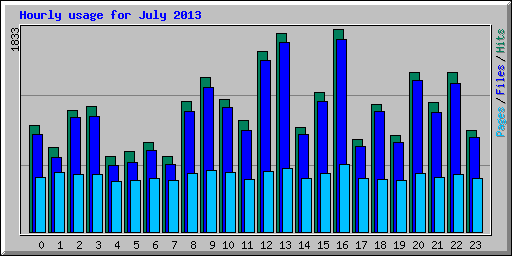 Hourly usage for July 2013
1833
Pages/Files/Hits
0 1 2 3 4 5 6 7 8 9 10 11 12 13 14 15 16 17 18 19 20 21 22 23